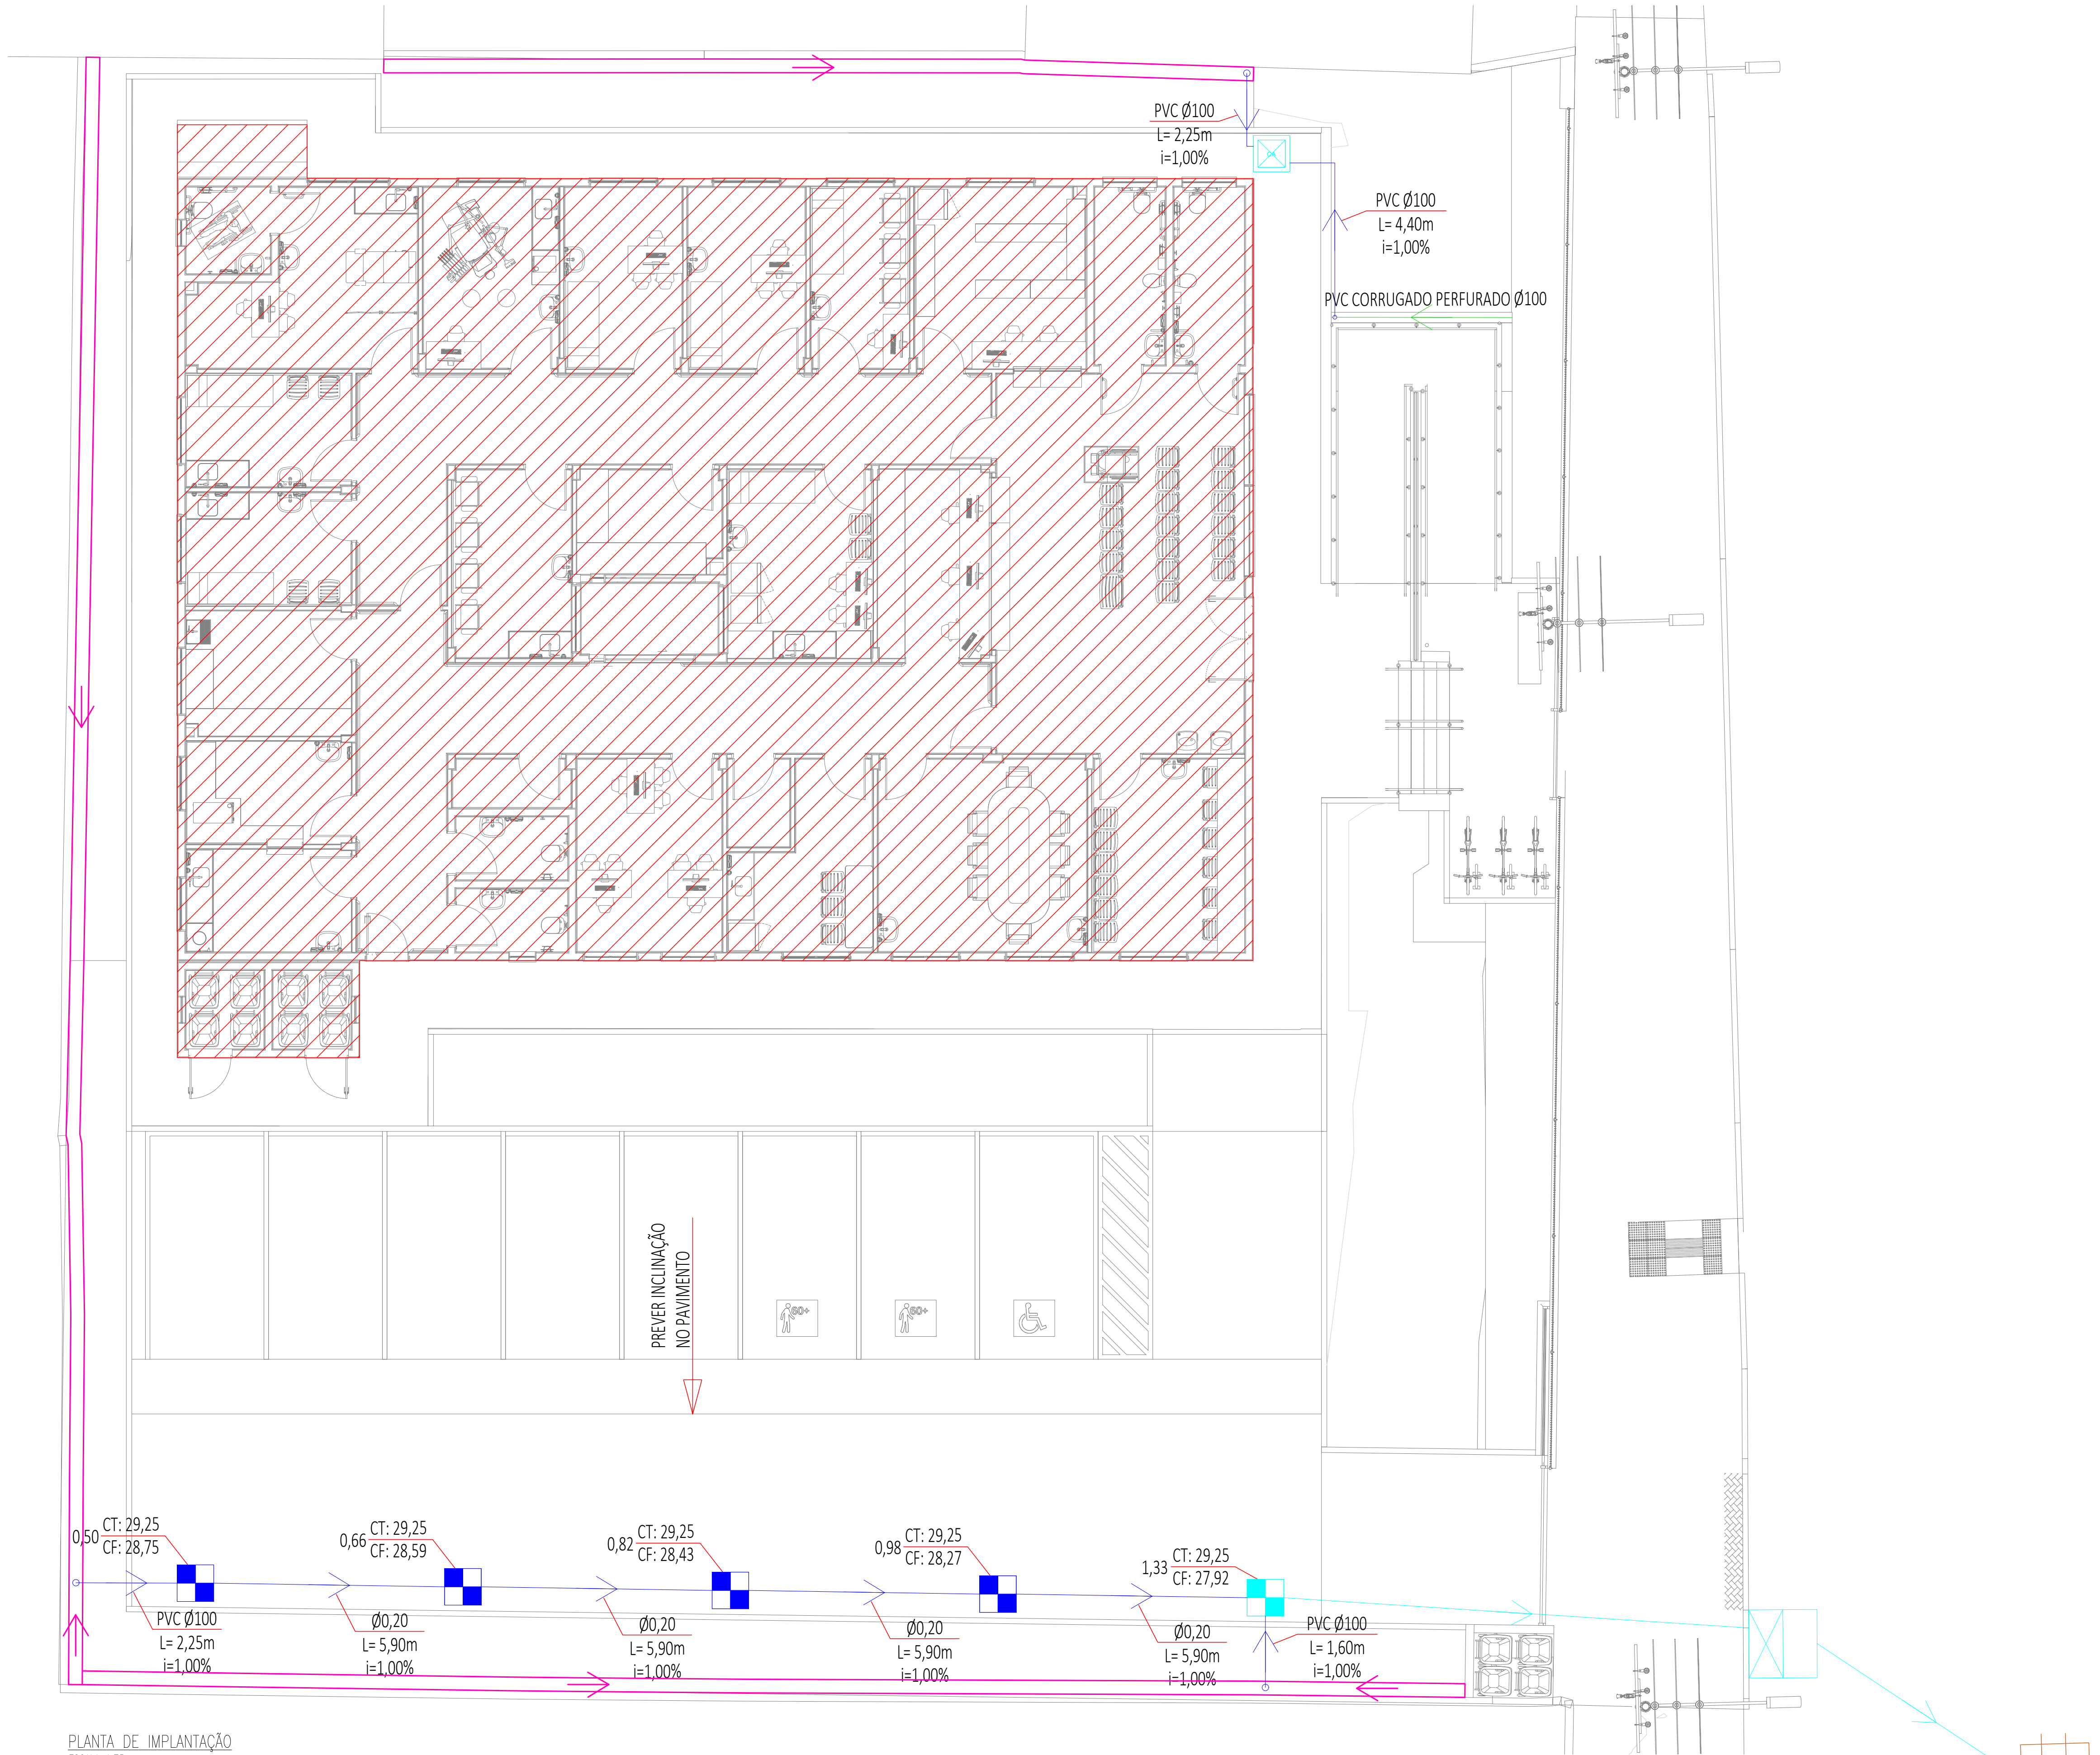 PVC Ø100
L= 2,25m
i=1,00%
PVC Ø100
L= 4,40m
i=1,00%
PVC CORRUGADO PERFURADO Ø100
PREVER INCLINAÇÃO
NO PAVIMENTO
60+
60+
0,50
CT: 29,25
CF: 28,75
0,66
CT: 29,25
CF: 28,59
0,82
CT: 29,25
CF: 28,43
0,98
CT: 29,25
CF: 28,27
1,33
CT: 29,25
CF: 27,92
PVC Ø100
L= 2,25m
i=1,00%
Ø0,20
L= 5,90m
i=1,00%
Ø0,20
L= 5,90m
i=1,00%
Ø0,20
L= 5,90m
i=1,00%
Ø0,20
L= 5,90m
i=1,00%
PVC Ø100
L= 1,60m
i=1,00%
PLANTA DE IMPLANTAÇÃO